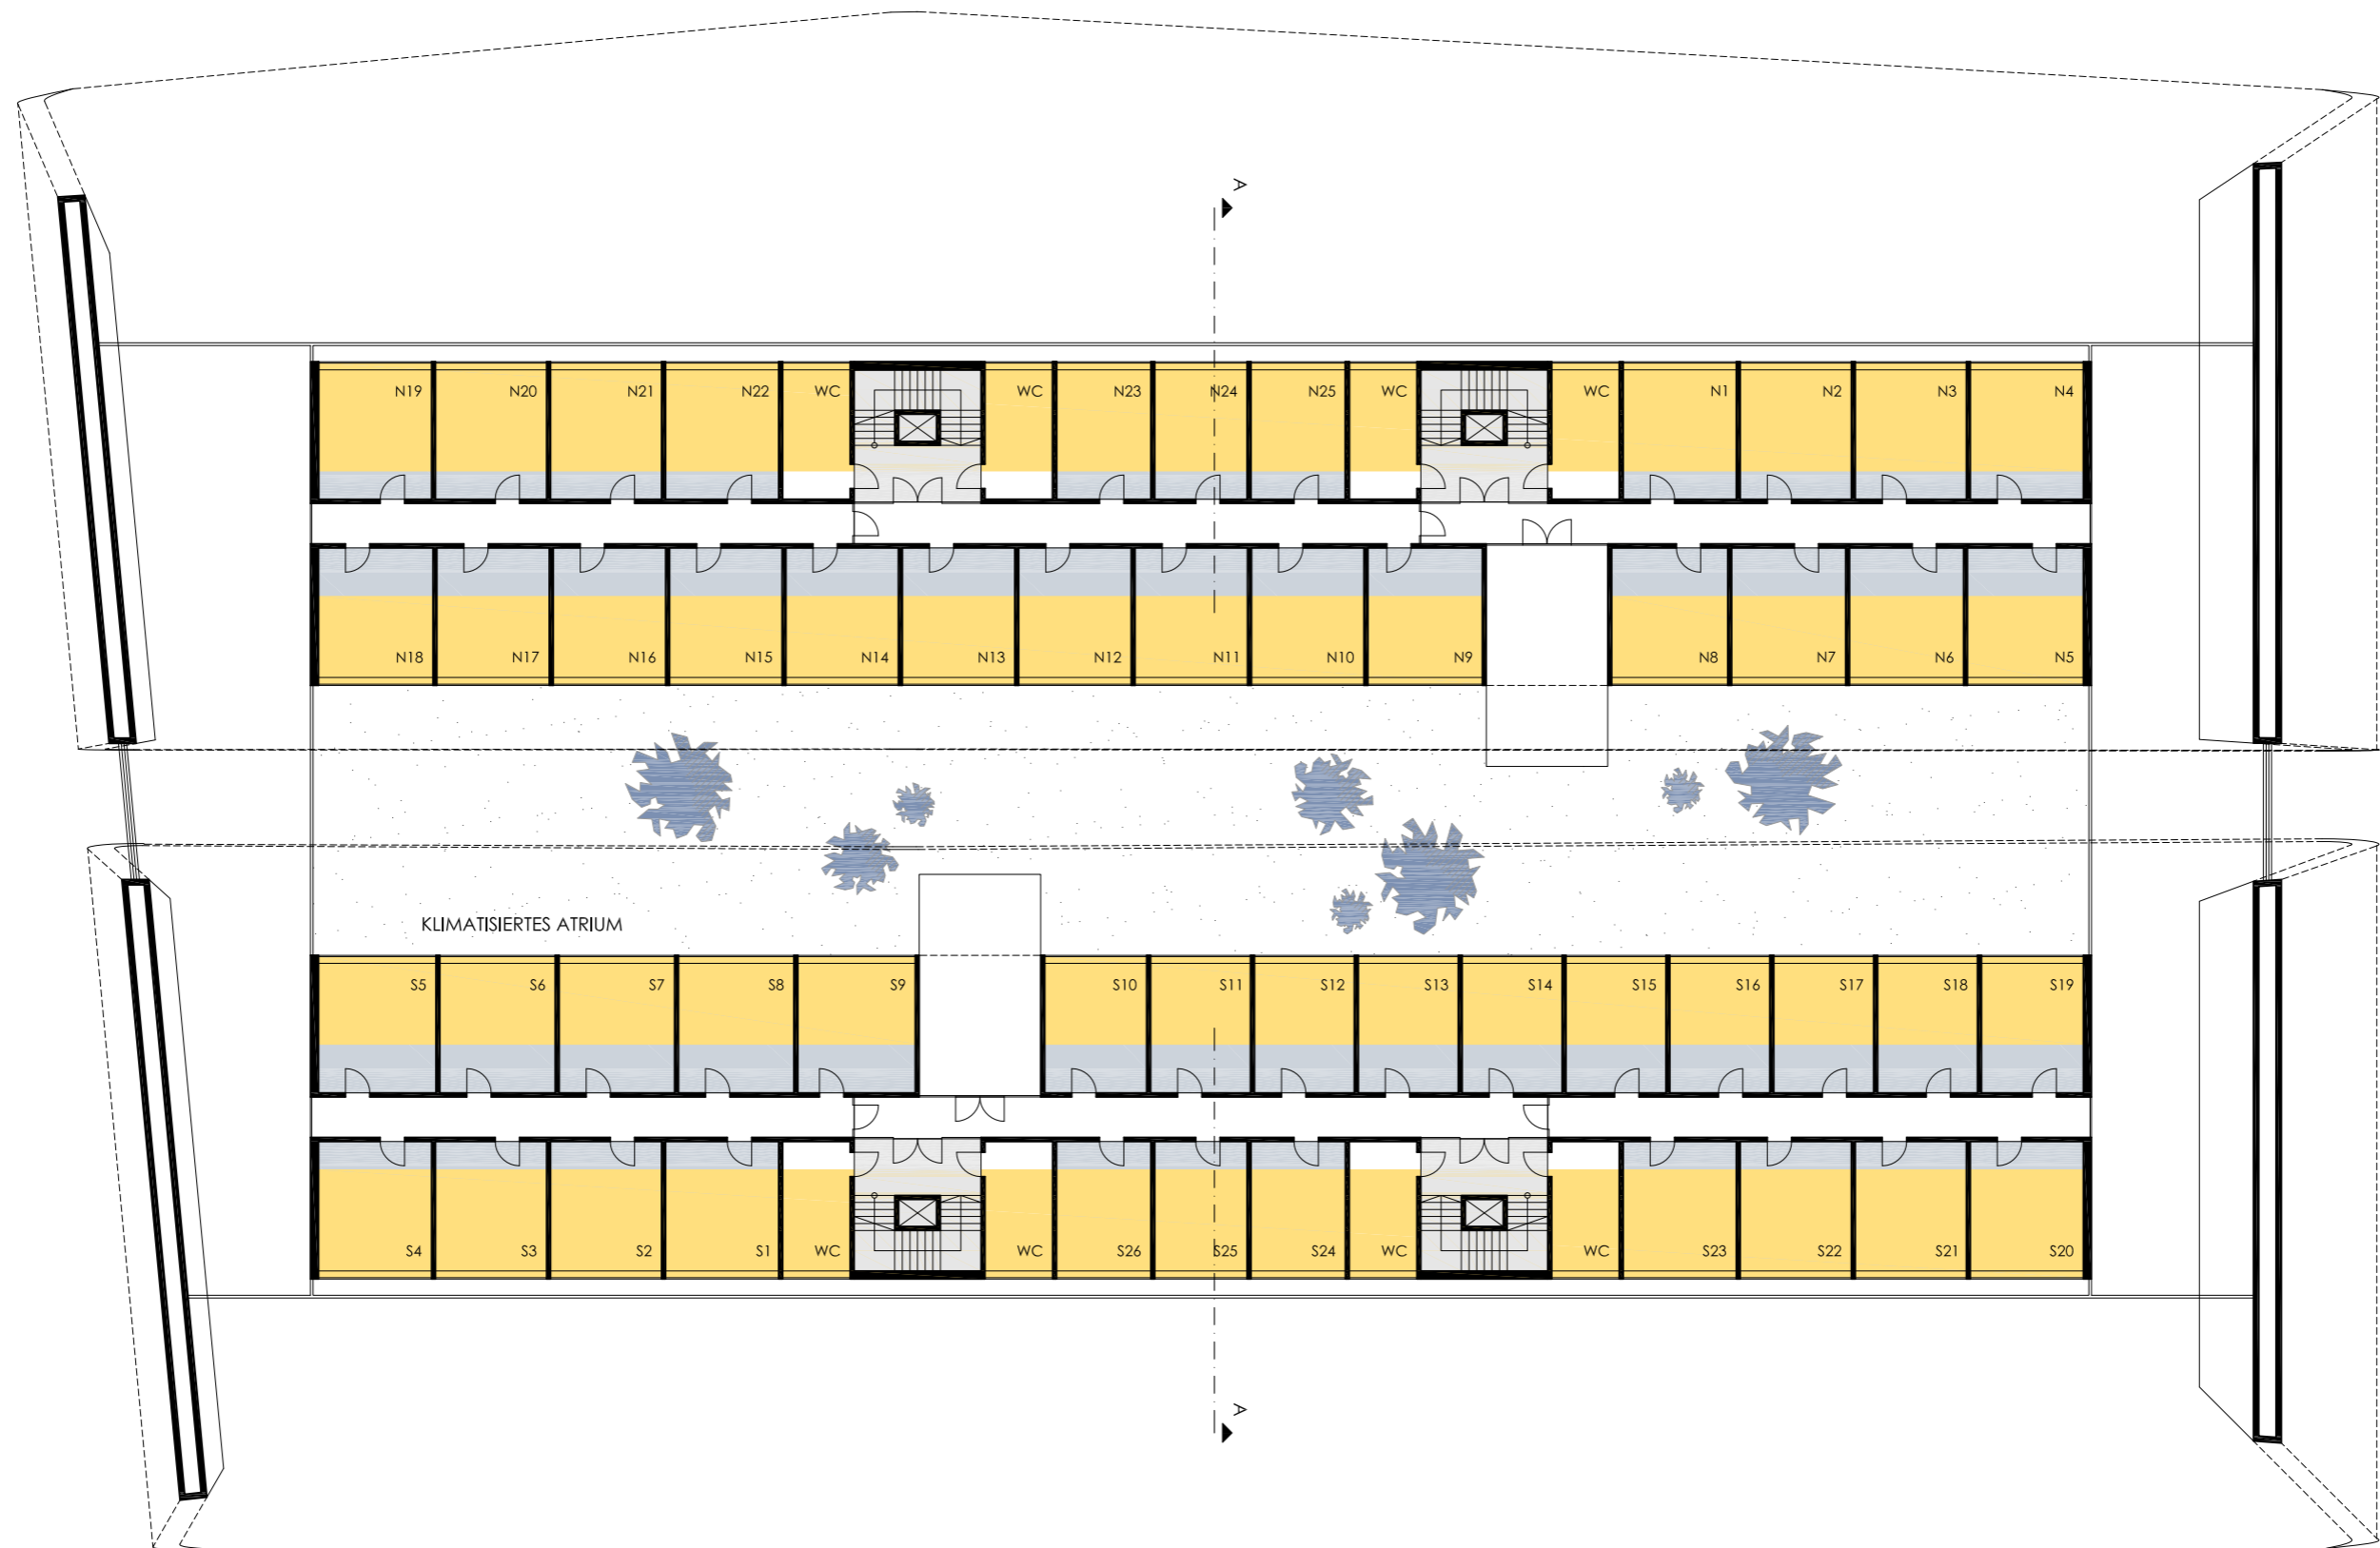 A
N19 N20 N21 N22 WC WC N23 N24 N25 WC WC N1 N2 N3 N4
N18 N17 N16 N15 N14 N13 N12 N11 N10 N9 N8 N7 N6 N5
KLIMATISIERTES ATRIUM
S5 S6 S7 S8 S9 S10 S11 S12 S13 S14 S15 S16 S17 S18 S19
S4 S3 S2 S1 WC WC S26 S25 S24 WC WC S23 S22 S21 S20
A